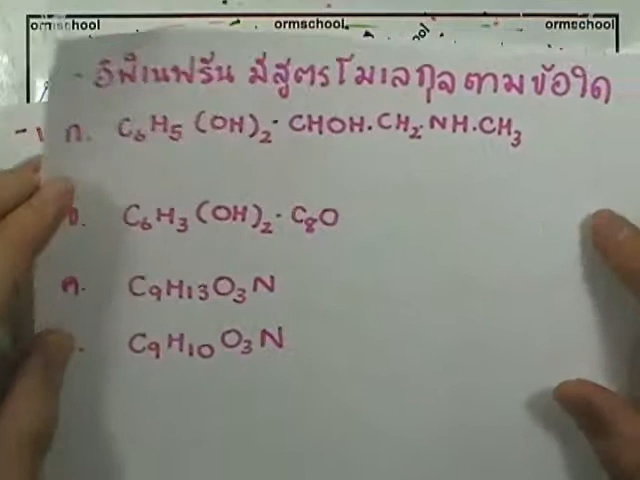 ormschool ormschool ormschool
- อิพิเนฟรีน มีสูตรโมเลกุลตามข้อใด
ก. C₆H₅(OH)₂·CHOH·CH₂NH·CH₃
ข. C₆H₃(OH)₂·C₈O
ค. C₉H₁₃O₃N
C₉H₁₀O₃N